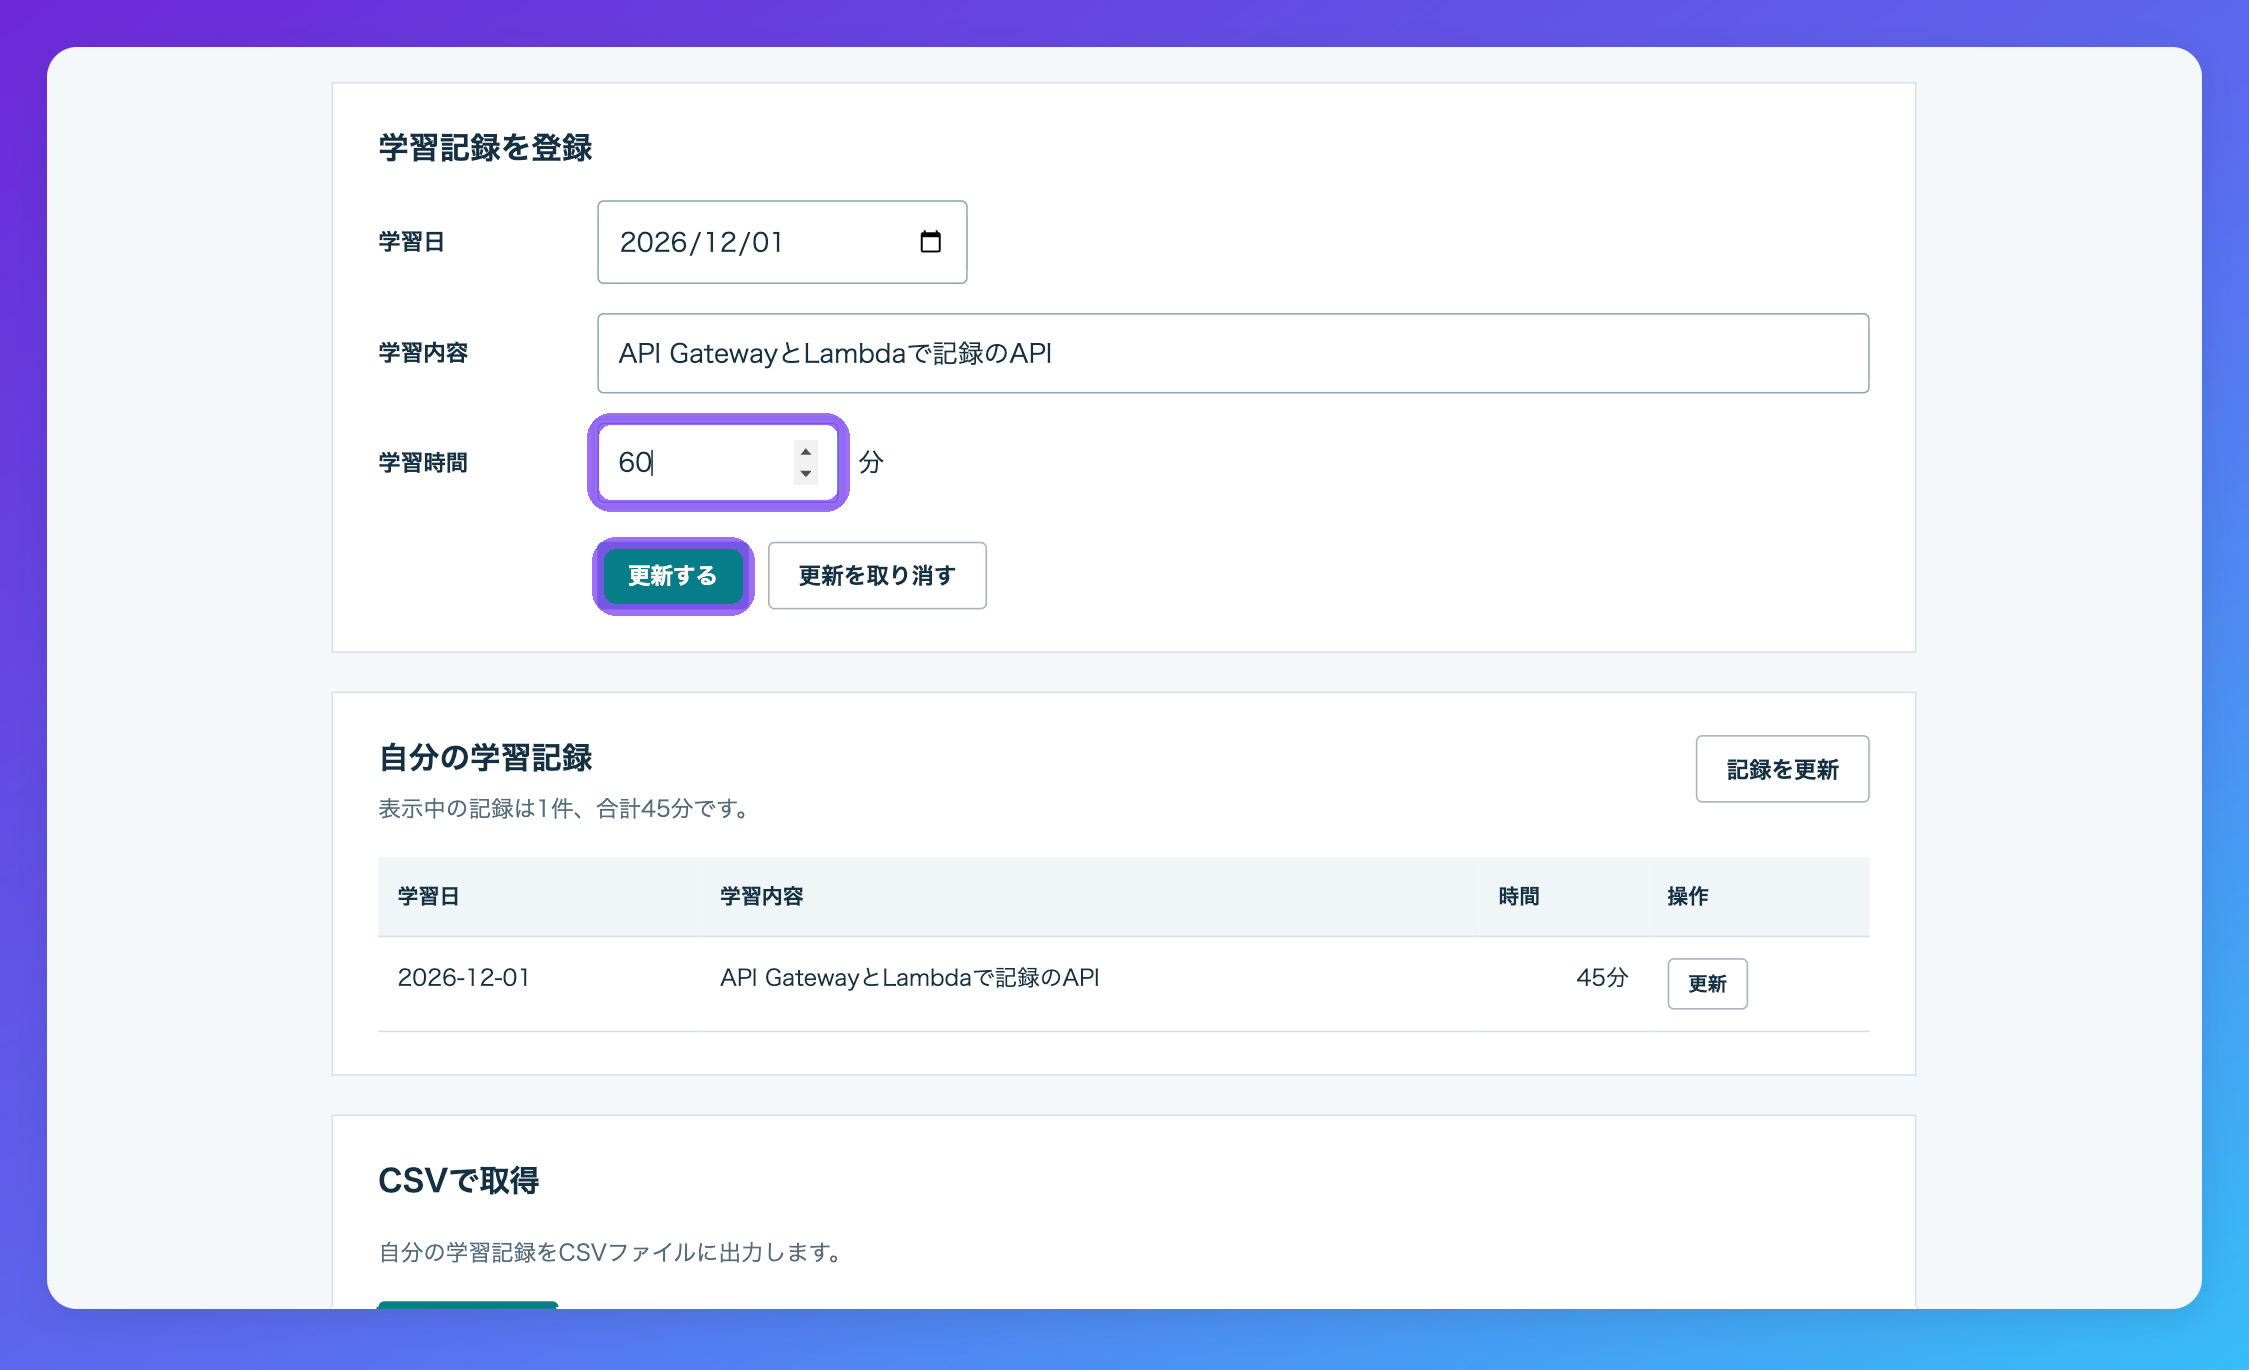 学習記録を登録
学習日
2026/12/01
学習内容
API GatewayとLambdaで記録のAPI
学習時間
60
分
更新する
更新を取り消す
自分の学習記録
記録を更新
表示中の記録は1件、合計45分です。
学習日 学習内容 時間 操作
2026-12-01 API GatewayとLambdaで記録のAPI 45分 更新
CSVで取得
自分の学習記録をCSVファイルに出力します。